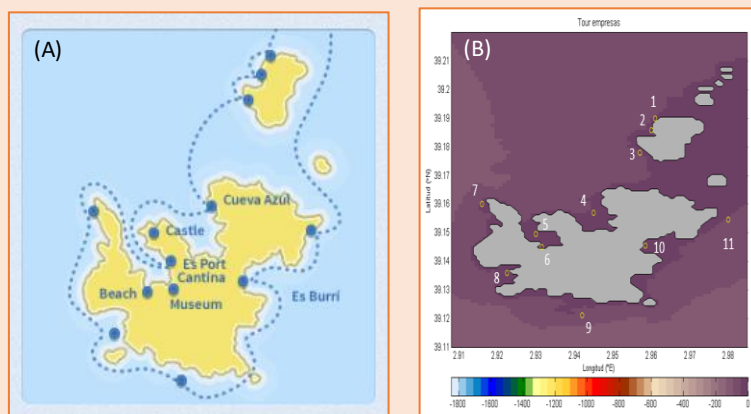 (A)
Cueva Azúl
Castle
Es Port
Cantina
Beach
Museum
Es Burrí
(B)
Tour empresas
39.21
39.2
39.19
39.18
39.17
39.16
39.15
39.14
39.13
39.12
39.11
Latitud (°N)
1
2
3
4
5
6
7
8
9
10
11
2.91 2.92 2.93 2.94 2.95 2.96 2.97 2.98
Longitud (°E)
-1800 -1600 -1400 -1200 -1000 -800 -600 -400 -200 0